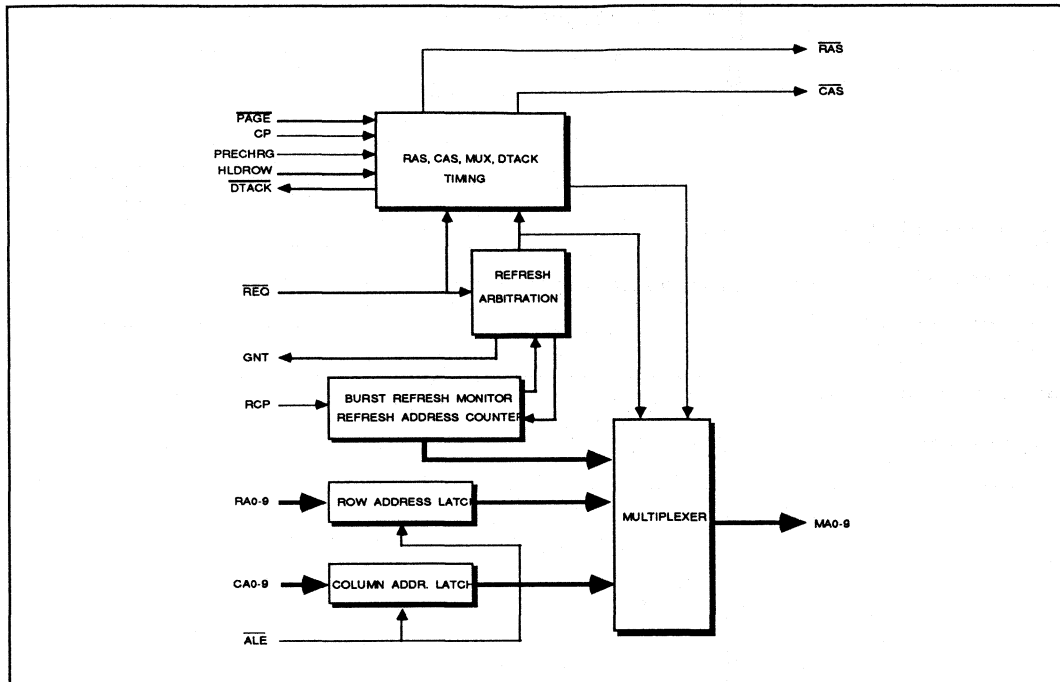 RAS
CAS
PAGE
CP
PRECHRG
HLDROW
DTACK
RAS, CAS, MUX, DTACK
TIMING
REFRESH
ARBITRATION
REQ
GNT
RCP
BURST REFRESH MONITOR
REFRESH ADDRESS COUNTER
RA0-9
ROW ADDRESS LATCH
MULTIPLEXER
MA0-9
CA0-9
COLUMN ADDR. LATCH
ALE